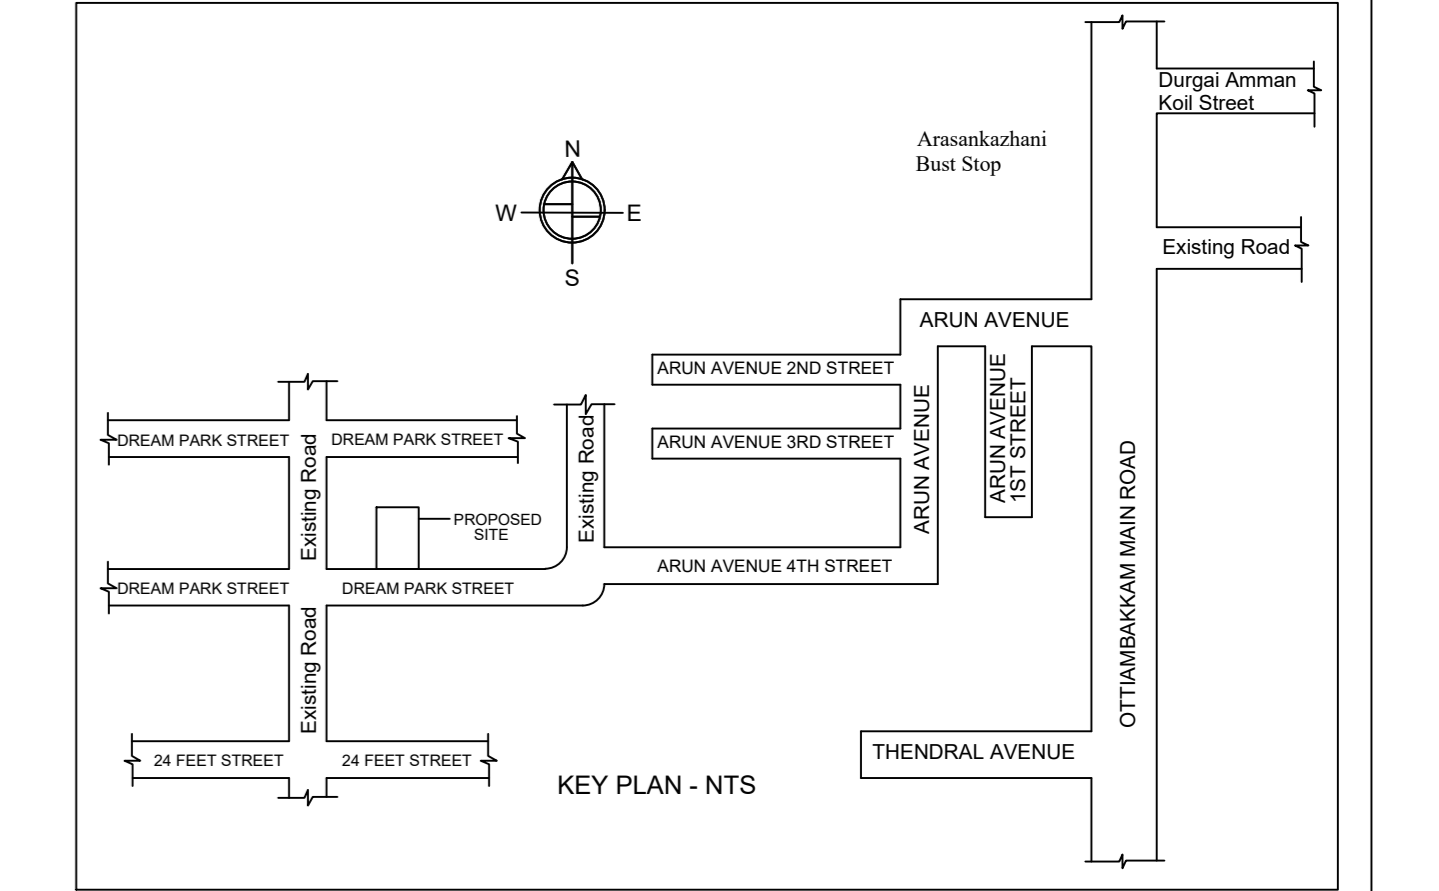 Durgai Amman
Koil Street
Arasankazhani
Bust Stop
N
W
E
S
Existing Road
ARUN AVENUE
ARUN AVENUE 2ND STREET
ARUN AVENUE
1ST STREET
ARUN AVENUE
ARUN AVENUE 3RD STREET
DREAM PARK STREET
DREAM PARK STREET
Existing Road
Existing Road
PROPOSED
SITE
OTTIAMBAKKAM MAIN ROAD
ARUN AVENUE 4TH STREET
DREAM PARK STREET
DREAM PARK STREET
Existing Road
THENDRAL AVENUE
24 FEET STREET
24 FEET STREET
KEY PLAN - NTS